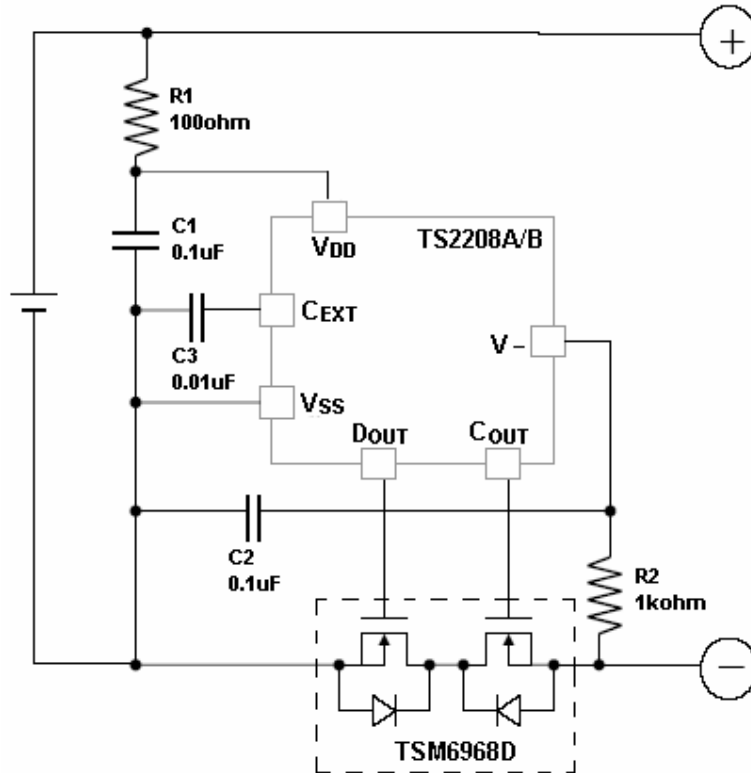 +
R1
100ohm
C1
0.1uF
VDD
TS2208A/B
CEXT
C3
0.01uF
V-
VSS
DOUT
COUT
C2
0.1uF
R2
1kohm
−
TSM6968D